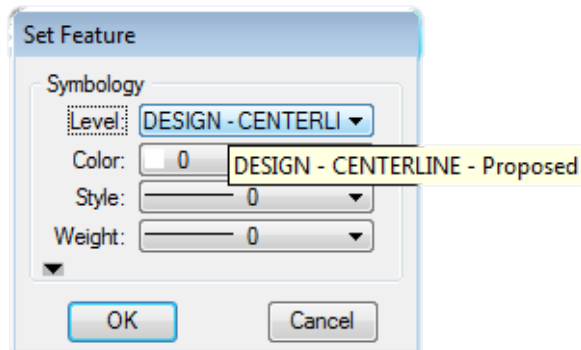 Set Feature
Symbology
Level: DESIGN - CENTERLI
Color: 0
DESIGN - CENTERLINE - Proposed
Style: 0
Weight: 0
OK Cancel